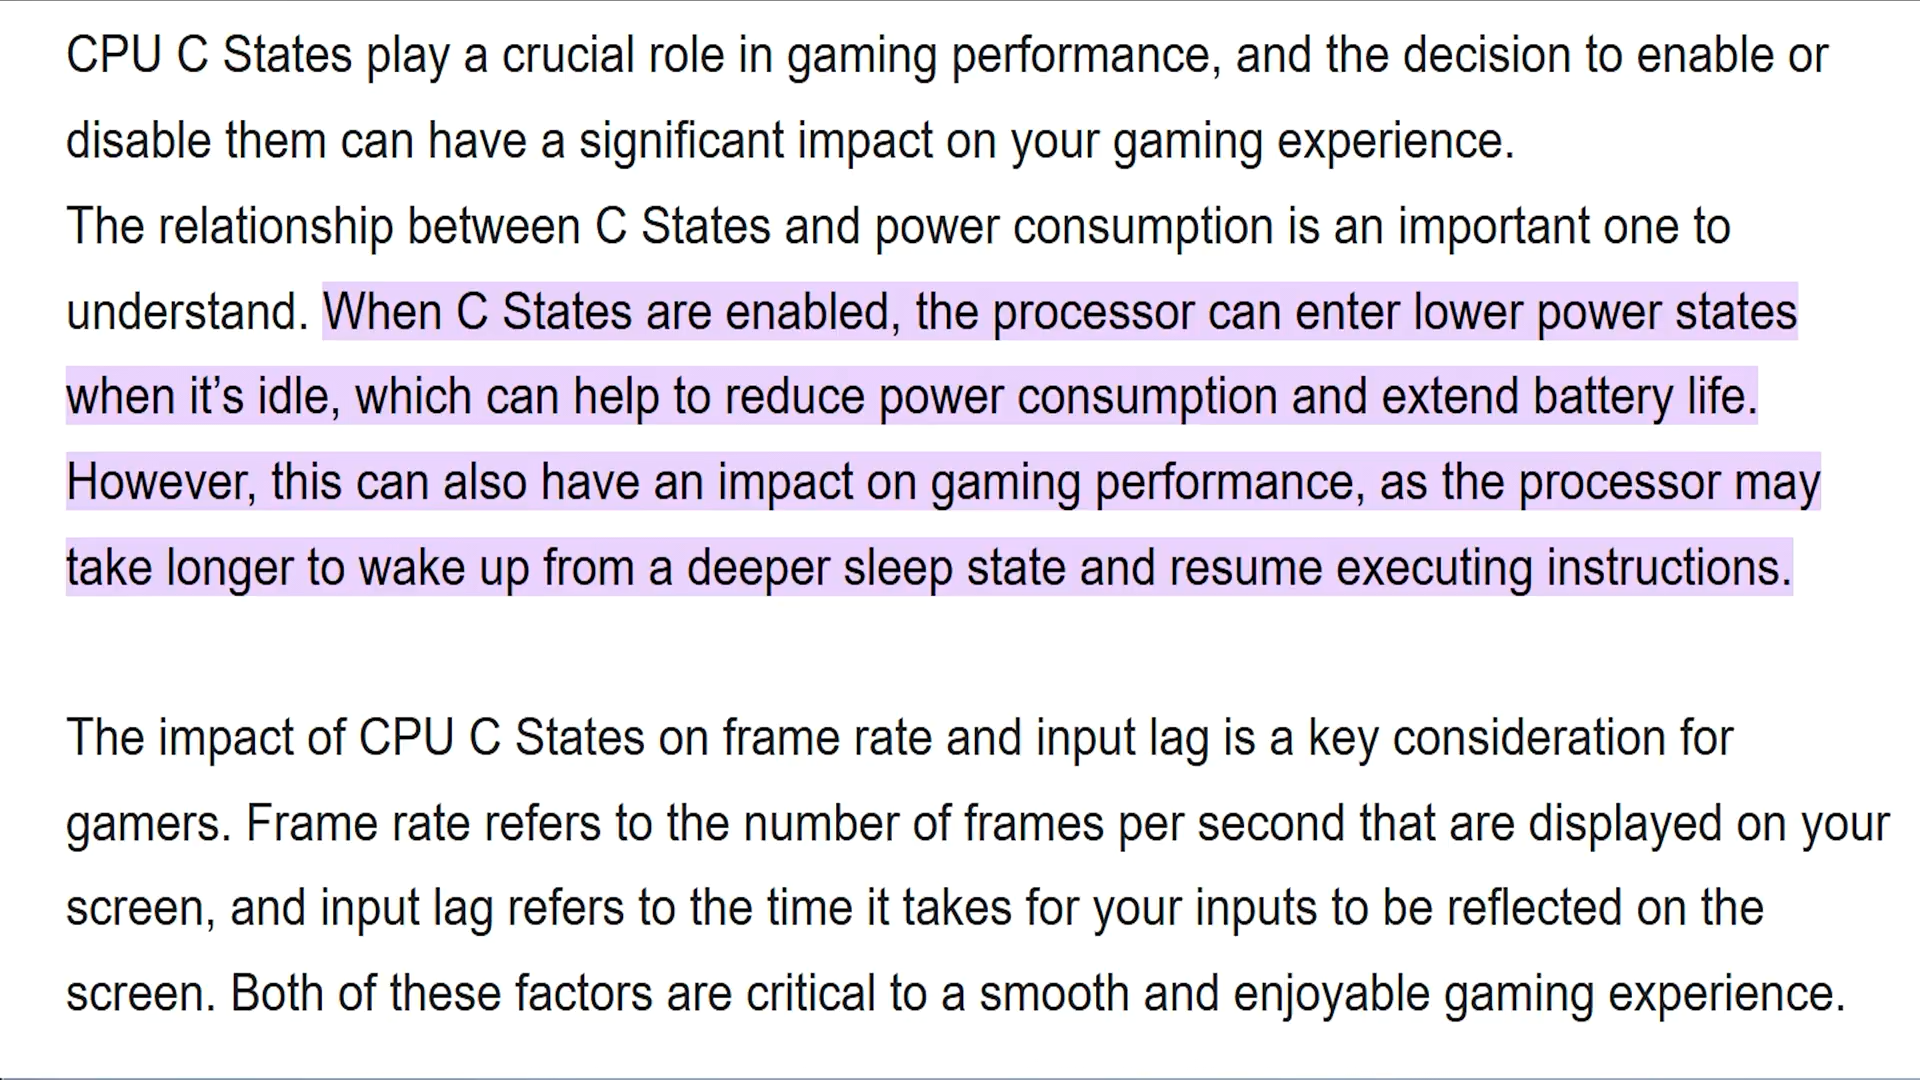 CPU C States play a crucial role in gaming performance, and the decision to enable or
disable them can have a significant impact on your gaming experience.
The relationship between C States and power consumption is an important one to
understand. When C States are enabled, the processor can enter lower power states
when it’s idle, which can help to reduce power consumption and extend battery life.
However, this can also have an impact on gaming performance, as the processor may
take longer to wake up from a deeper sleep state and resume executing instructions.
The impact of CPU C States on frame rate and input lag is a key consideration for
gamers. Frame rate refers to the number of frames per second that are displayed on your
screen, and input lag refers to the time it takes for your inputs to be reflected on the
screen. Both of these factors are critical to a smooth and enjoyable gaming experience.